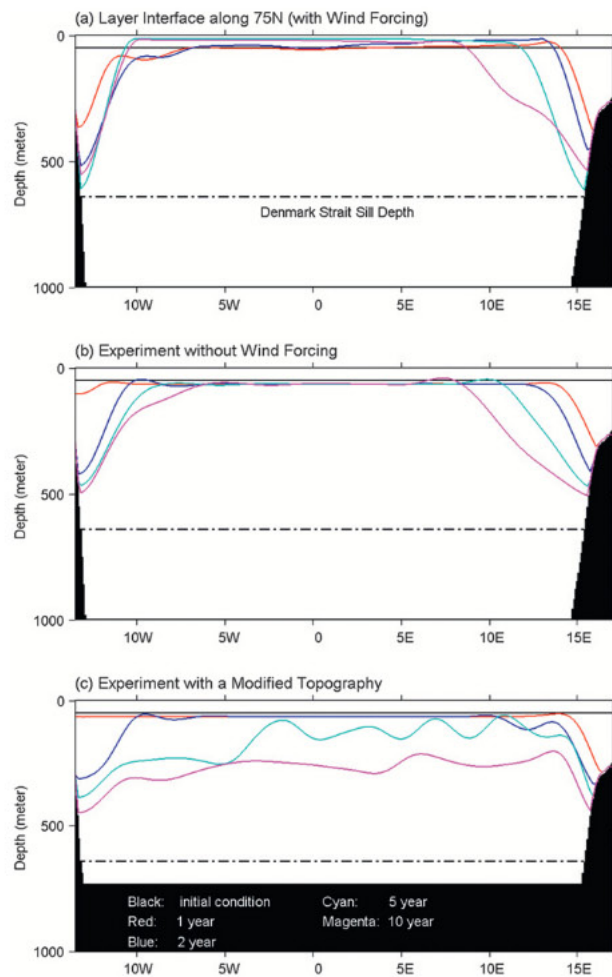 (a) Layer Interface along 75N (with Wind Forcing)
0
500
1000
Depth (meter)
Denmark Strait Sill Depth
10W 5W 0 5E 10E 15E
(b) Experiment without Wind Forcing
0
500
1000
Depth (meter)
10W 5W 0 5E 10E 15E
(c) Experiment with a Modified Topography
0
500
1000
Depth (meter)
Black: initial condition Cyan: 5 year
Red: 1 year Magenta: 10 year
Blue: 2 year
10W 5W 0 5E 10E 15E